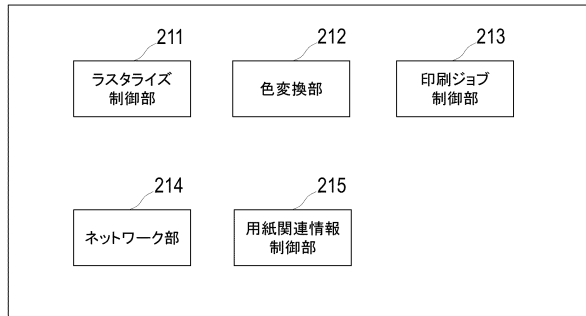 211
212
213
ラスタライズ
制御部
色変換部
印刷ジョブ
制御部
214
215
ネットワーク部
用紙関連情報
制御部